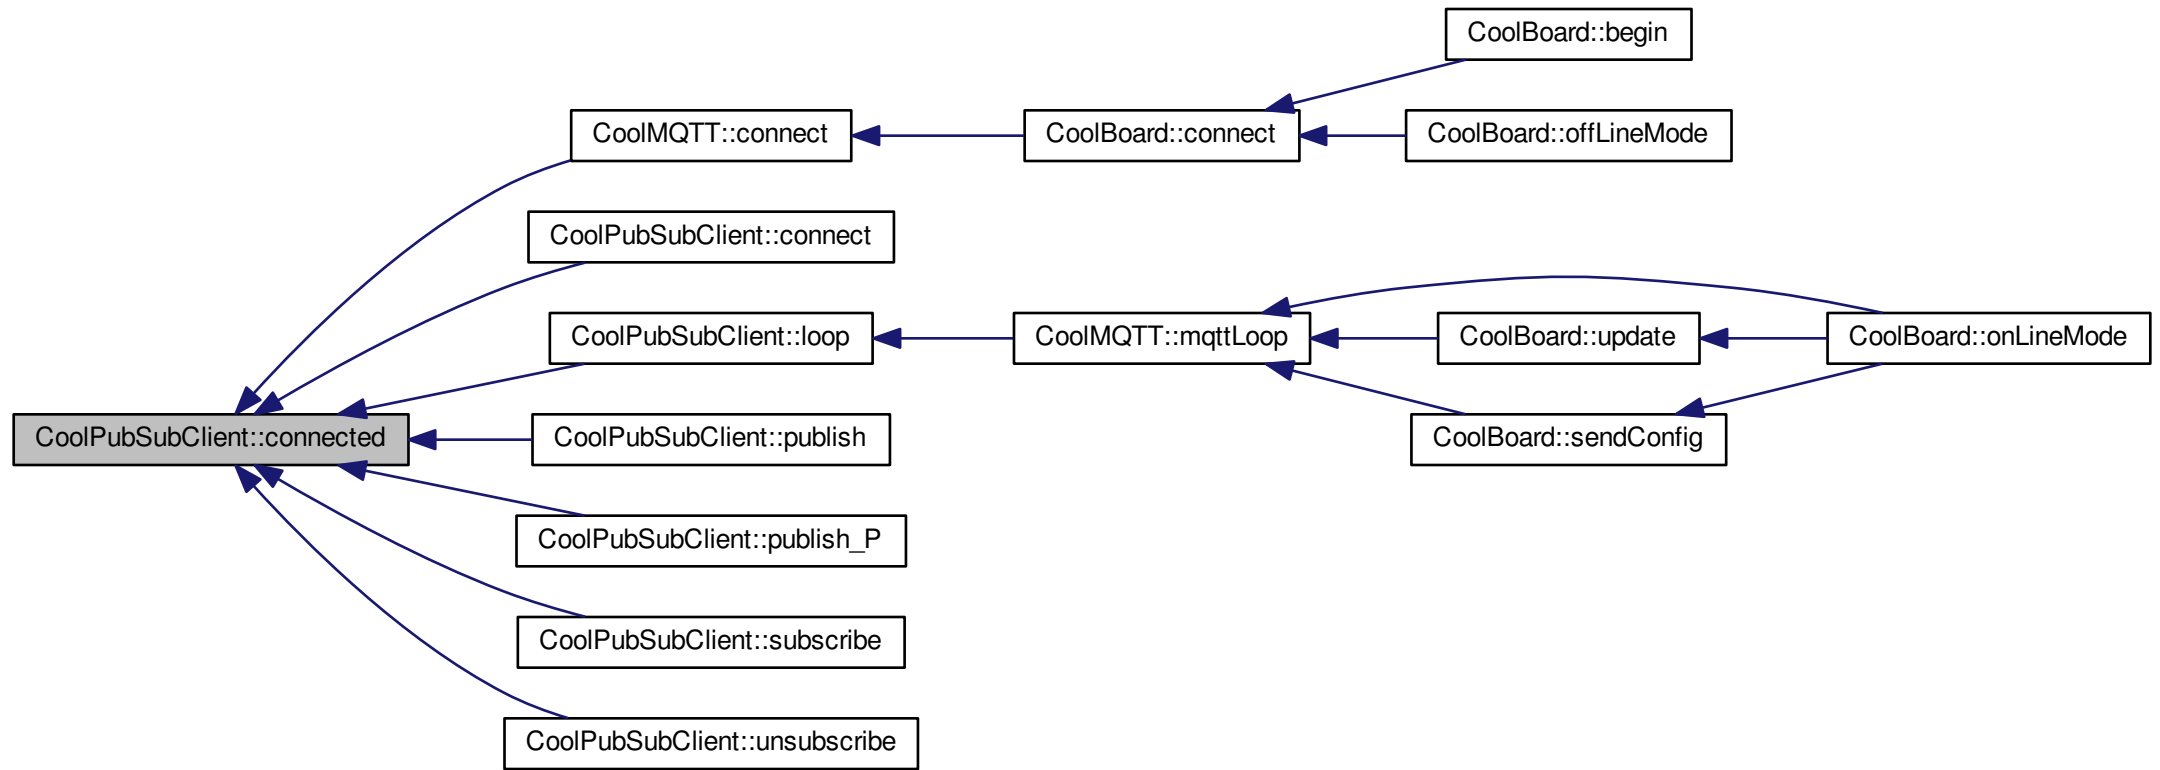 CoolBoard::begin
CoolMQTT::connect
CoolBoard::connect
CoolBoard::offLineMode
CoolPubSubClient::connect
CoolPubSubClient::loop
CoolMQTT::mqttLoop
CoolBoard::update
CoolBoard::onLineMode
CoolPubSubClient::connected
CoolPubSubClient::publish
CoolBoard::sendConfig
CoolPubSubClient::publish_P
CoolPubSubClient::subscribe
CoolPubSubClient::unsubscribe